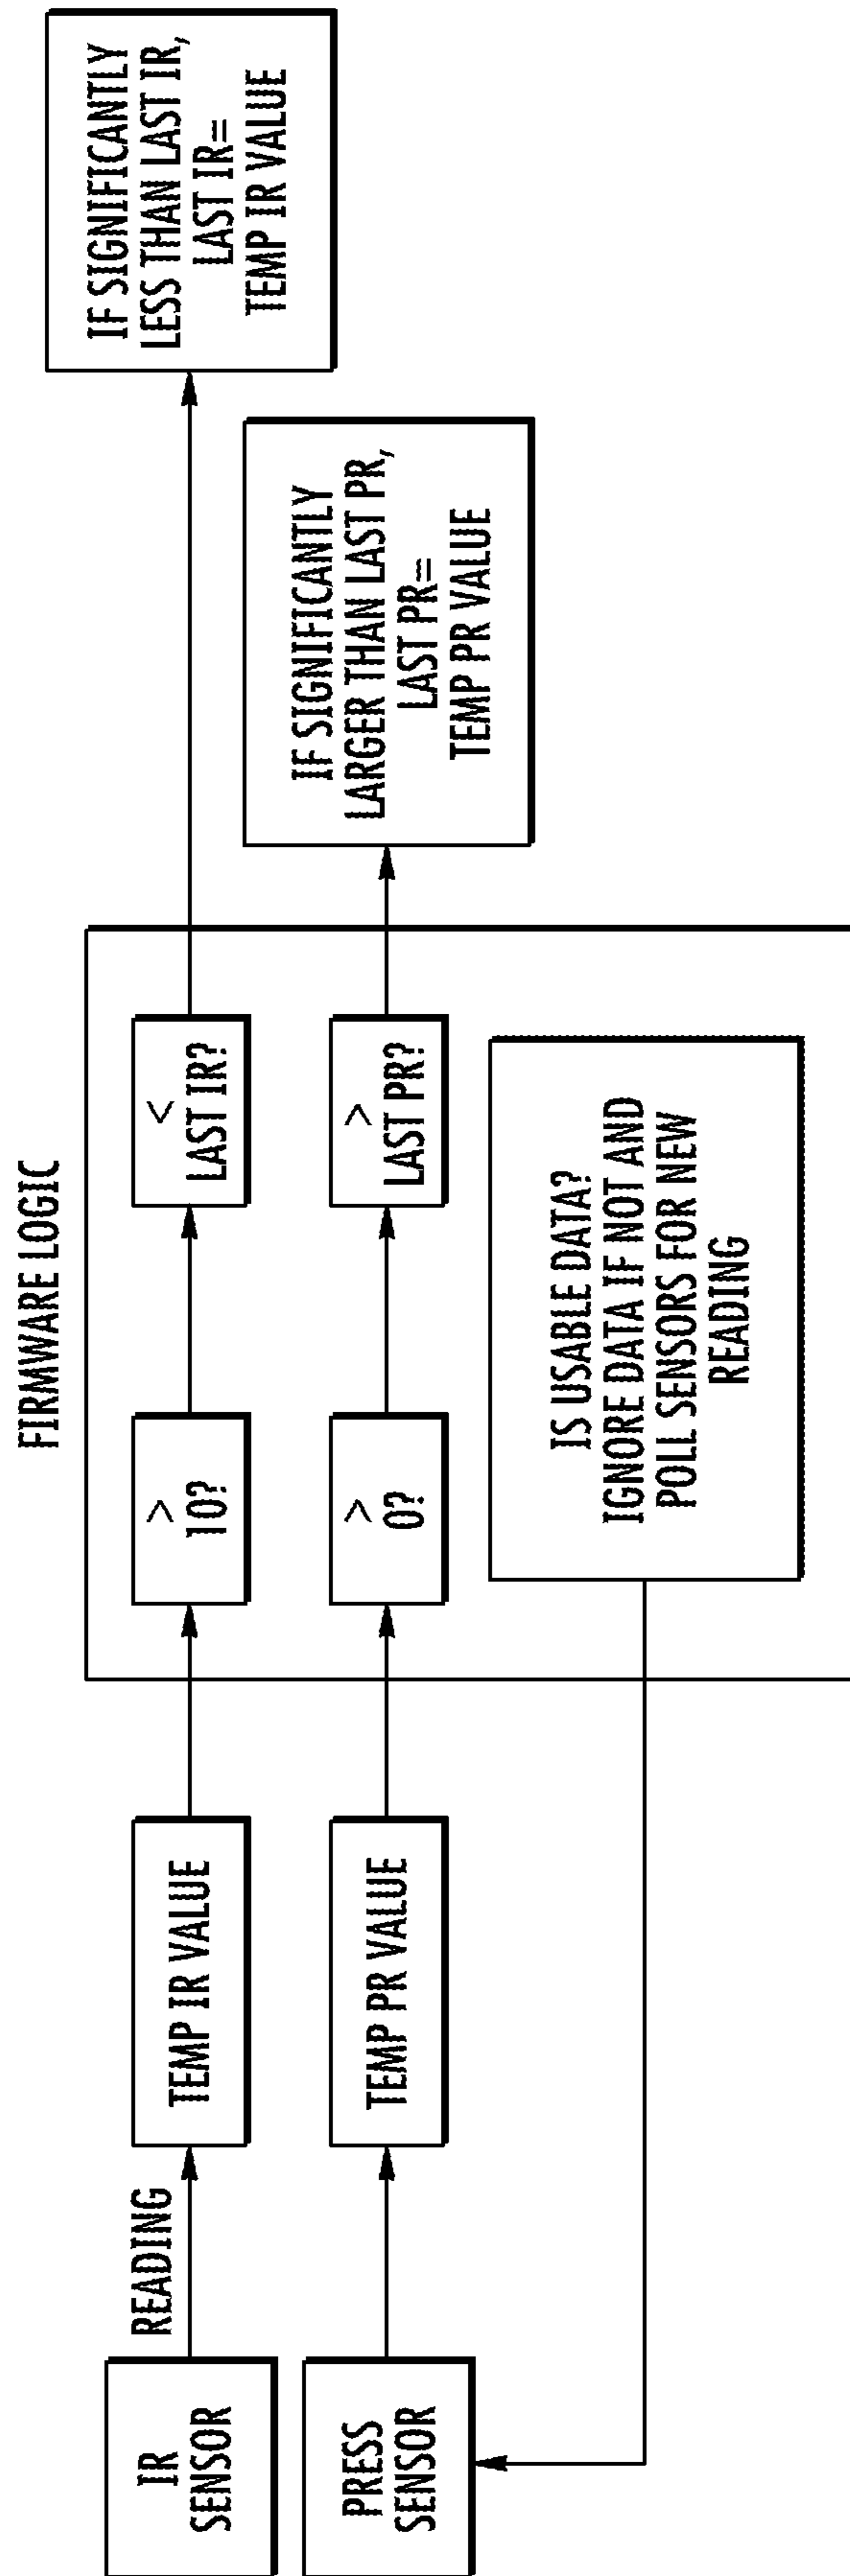 FIRMWARE LOGIC
IR
SENSOR
READING
TEMP IR VALUE
>
10?
<
LAST IR?
IF SIGNIFICANTLY
LESS THAN LAST IR,
LAST IR=
TEMP IR VALUE
PRESS
SENSOR
TEMP PR VALUE
>
0?
>
LAST PR?
IF SIGNIFICANTLY
LARGER THAN LAST PR,
LAST PR=
TEMP PR VALUE
IS USABLE DATA?
IGNORE DATA IF NOT AND
POLL SENSORS FOR NEW
READING